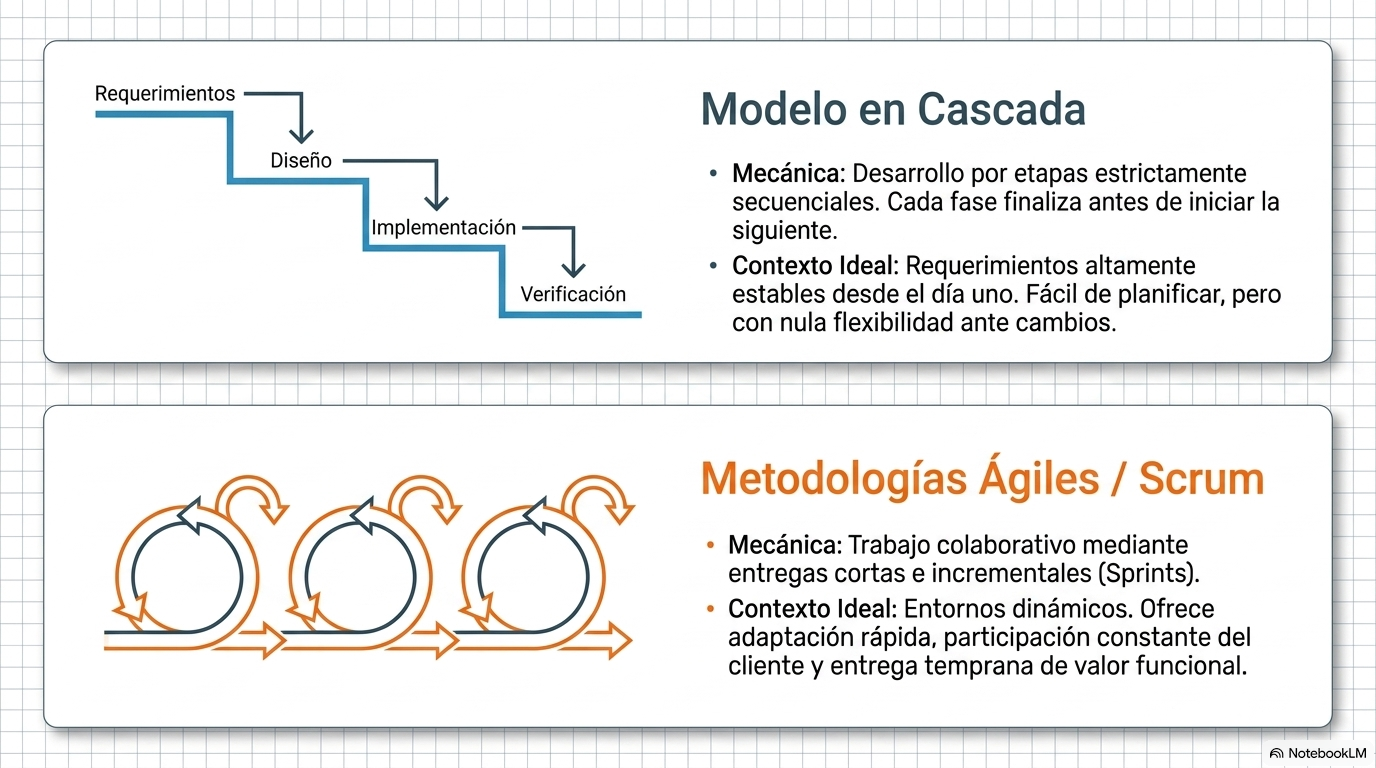 Requerimientos
Diseño
Implementación
Verificación
Modelo en Cascada
• Mecánica: Desarrollo por etapas estrictamente
secuenciales. Cada fase finaliza antes de iniciar la
siguiente.
• Contexto Ideal: Requerimientos altamente
estables desde el día uno. Fácil de planificar, pero
con nula flexibilidad ante cambios.
Metodologías Ágiles / Scrum
• Mecánica: Trabajo colaborativo mediante
entregas cortas e incrementales (Sprints).
• Contexto Ideal: Entornos dinámicos. Ofrece
adaptación rápida, participación constante del
cliente y entrega temprana de valor funcional.
NotebookLM